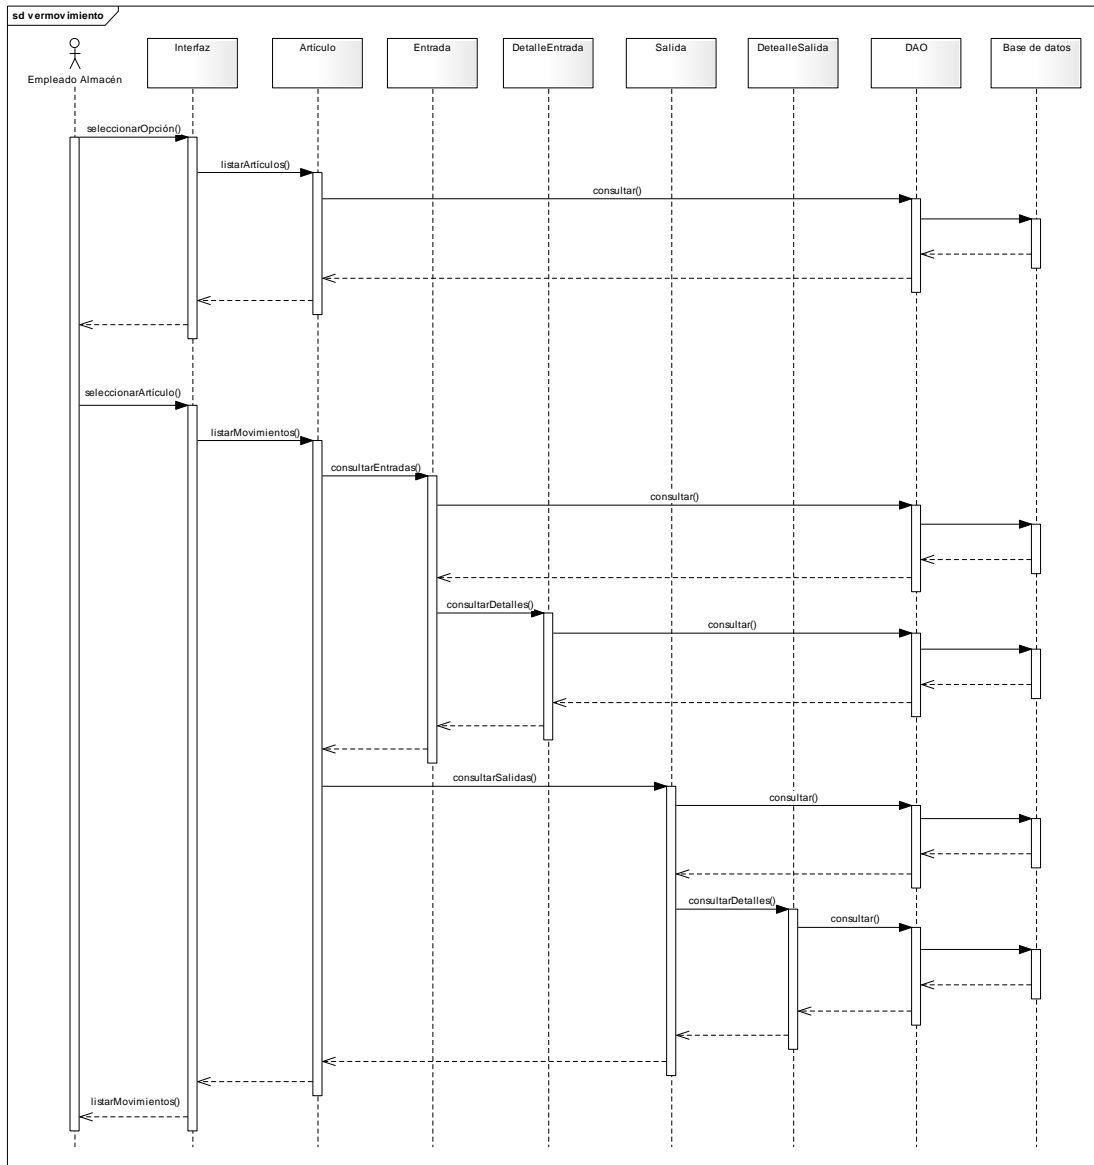 sd vermovimiento
Empleado Almacén
Interfaz
Artículo
Entrada
DetalleEntrada
Salida
DetealleSalida
DAO
Base de datos
seleccionarOpción()
listarArtículos()
consultar()
seleccionarArtículo()
listarMovimientos()
consultarEntradas()
consultar()
consultarDetalles()
consultar()
consultarSalidas()
consultar()
consultarDetalles()
consultar()
listarMovimientos()